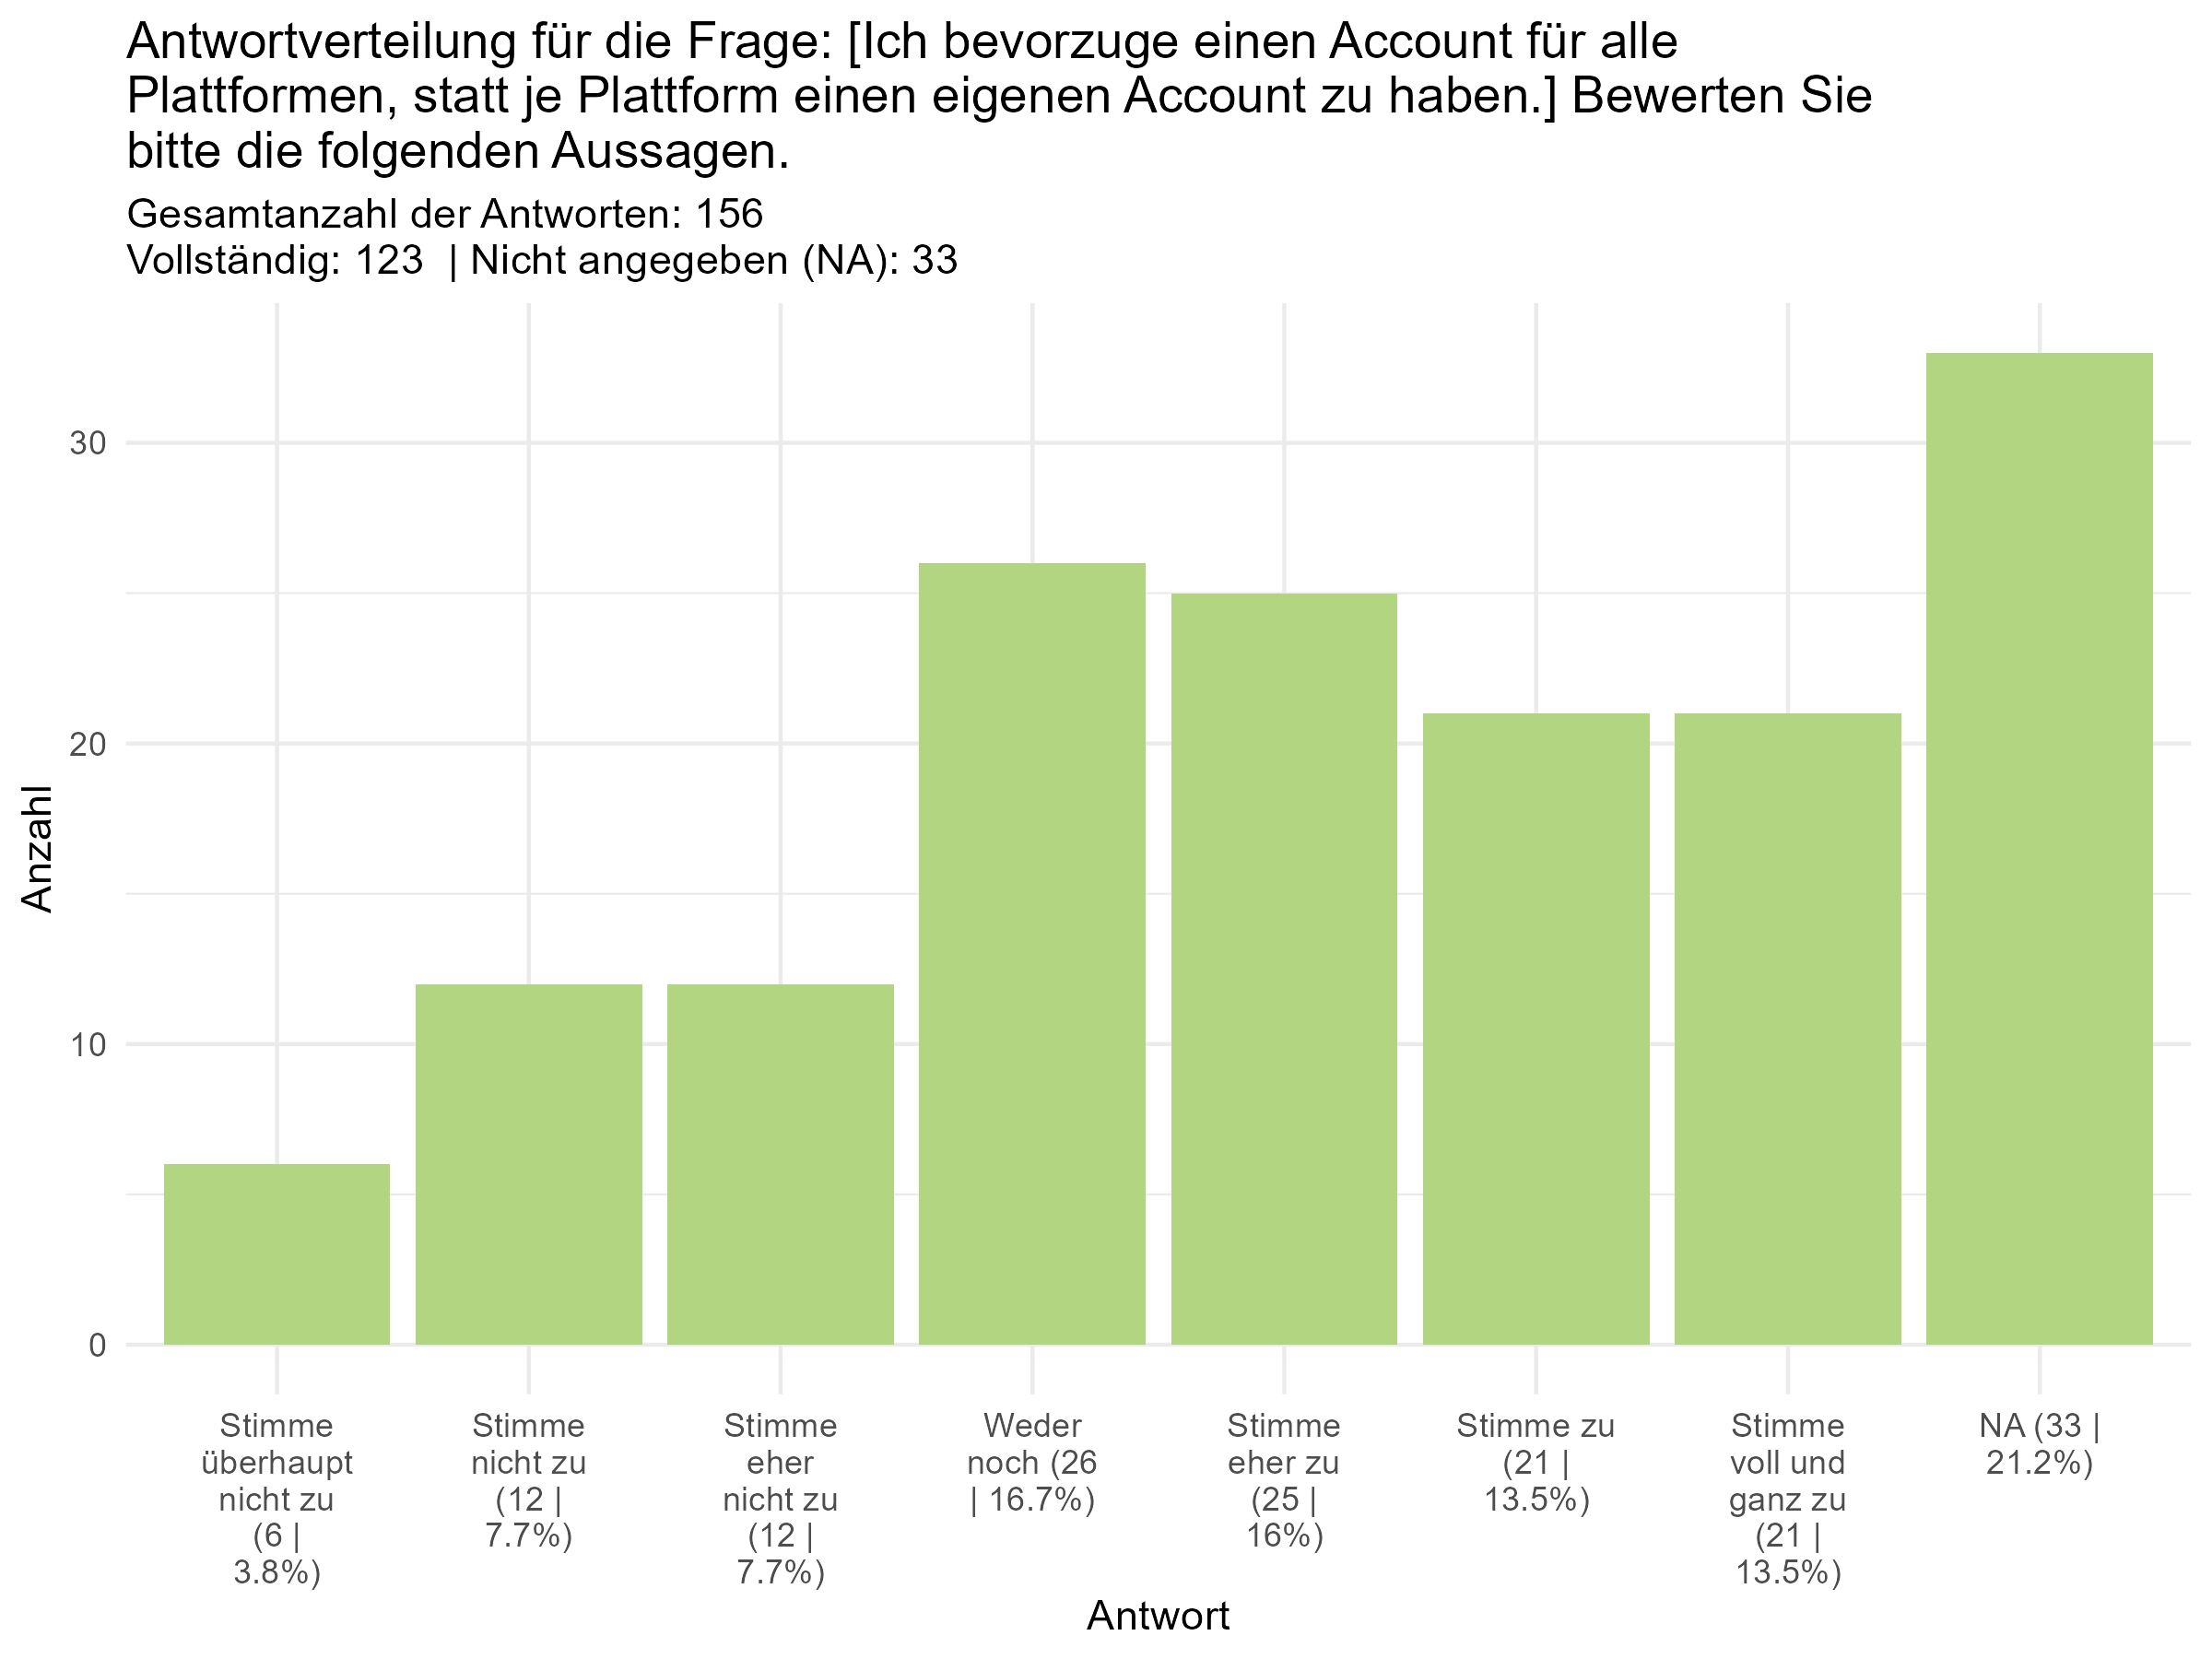 Antwortverteilung für die Frage: [Ich bevorzuge einen Account für alle
Plattformen, statt je Plattform einen eigenen Account zu haben.] Bewerten Sie
bitte die folgenden Aussagen.
Gesamtanzahl der Antworten: 156
Vollständig: 123 | Nicht angegeben (NA): 33
Anzahl
30
20
10
0
Stimme
überhaupt
nicht zu
(6 |
3.8%)
Stimme
nicht zu
(12 |
7.7%)
Stimme
eher
nicht zu
(12 |
7.7%)
Weder
noch (26
| 16.7%)
Stimme
eher zu
(25 |
16%)
Stimme zu
(21 |
13.5%)
Stimme
voll und
ganz zu
(21 |
13.5%)
NA (33 |
21.2%)
Antwort